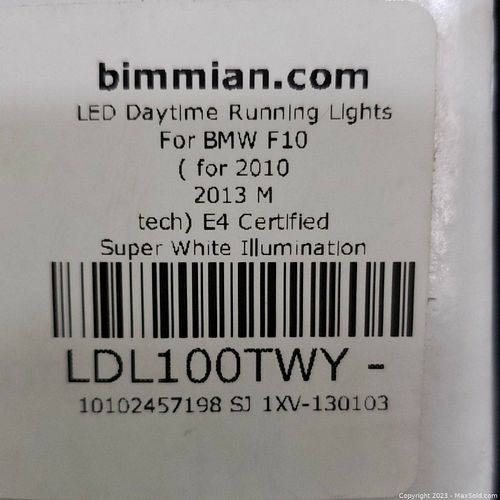 bimmian.com
LED Daytime Running Lights
For BMW F10
( for 2010
2013 M
tech) E4 Certified
Super White Illumination
LDL100TWY -
10102457198 SJ 1XV-130103
Copyright 2023 - MaxSold.com